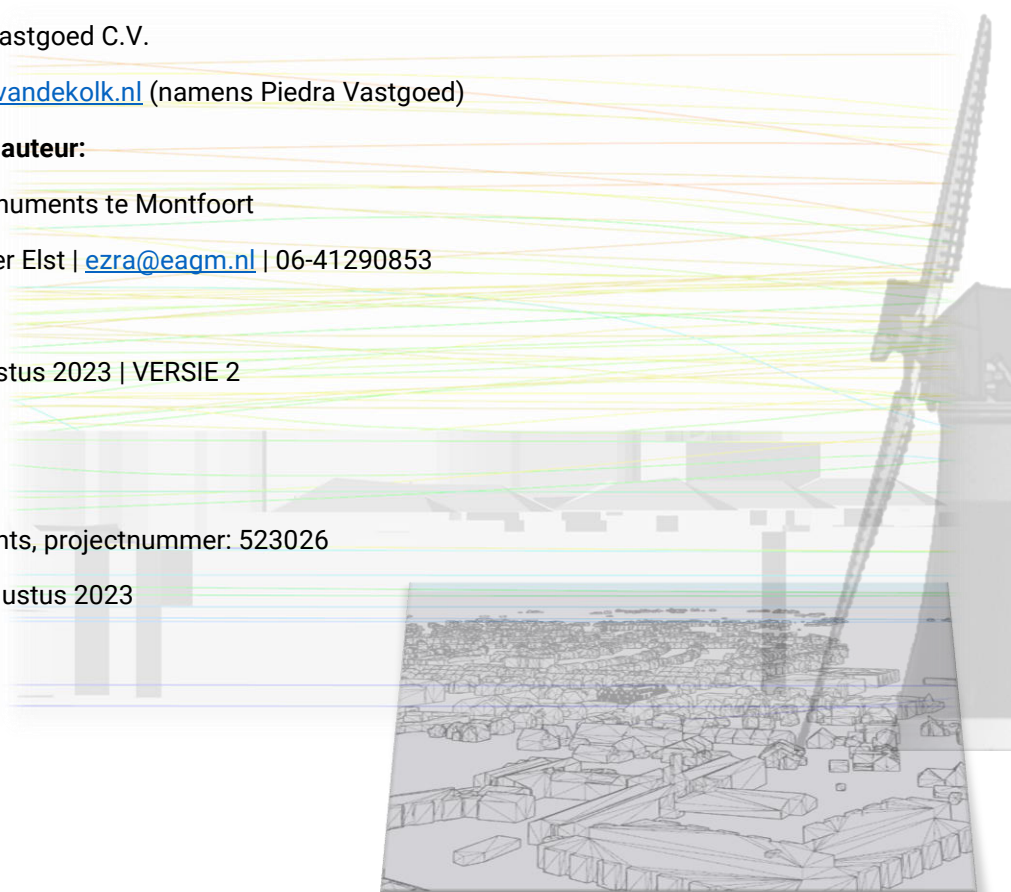 astgoed C.V.
vandekolk.nl (namens Piedra Vastgoed)
auteur:
numents te Montfoort
er Elst | ezra@eagm.nl | 06-41290853
stus 2023 | VERSIE 2
nts, projectnummer: 523026
ustus 2023